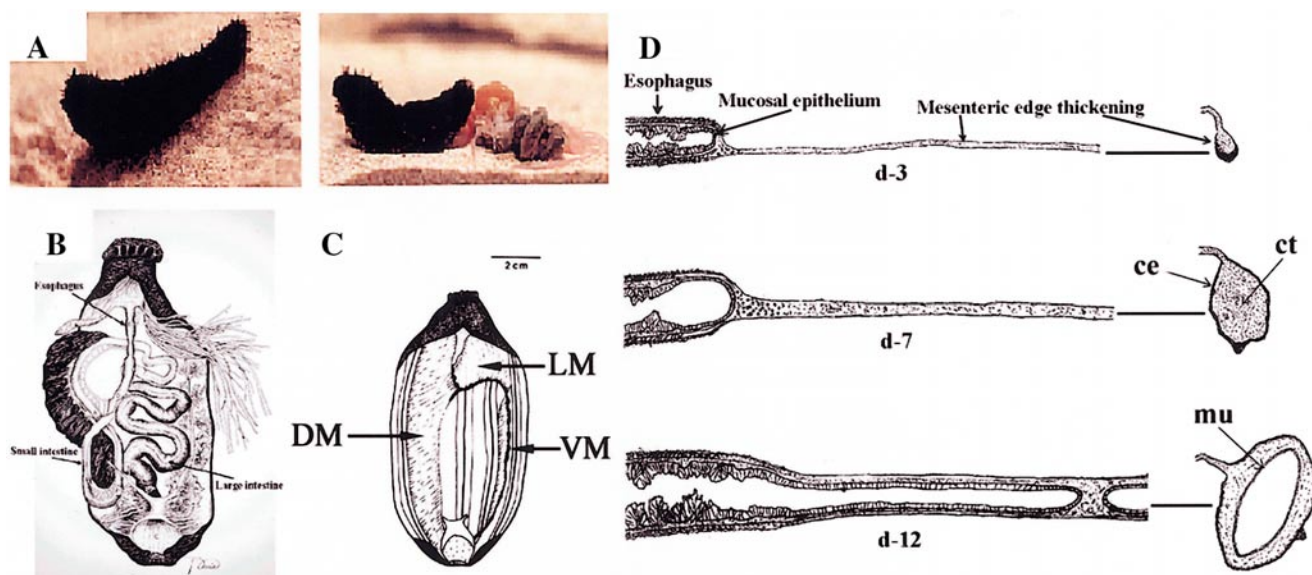 A
B
Esophagus
Small intestine
Large intestine
C
2 cm
LM
DM
VM
D
Esophagus
Mucosal epithelium
Mesenteric edge thickening
d-3
ce
ct
d-7
mu
d-12